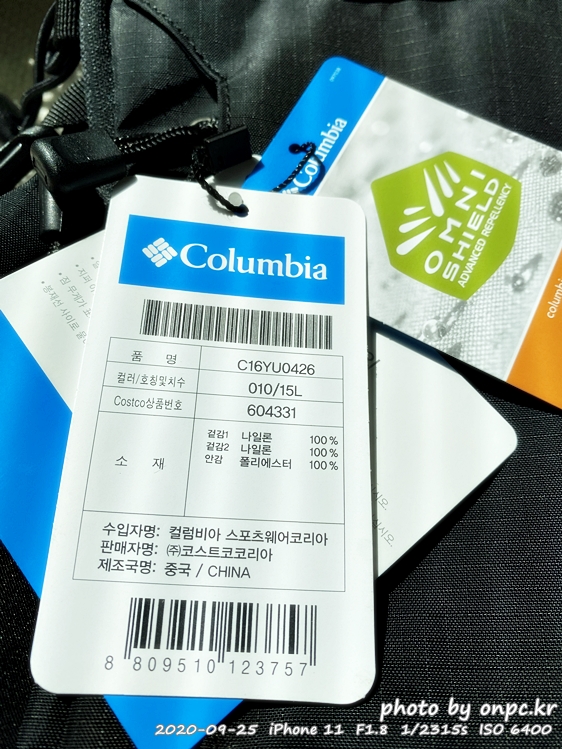 Columbia
OMNI
SHIELD
ADVANCED REPELLENCY
columbia
Columbia
품 명 C16YU0426
컬러/호칭및치수 010/15L
Costco상품번호 604331
소 재
겉감1 나일론 100%
겉감2 나일론 100%
안감 폴리에스터 100%
수입자명: 컬럼비아 스포츠웨어코리아
판매자명: ㈜코스트코코리아
제조국명: 중국 / CHINA
8 809510 123757
photo by onpc.kr
2020-09-25 iPhone 11 F1.8 1/2315s ISO 6400